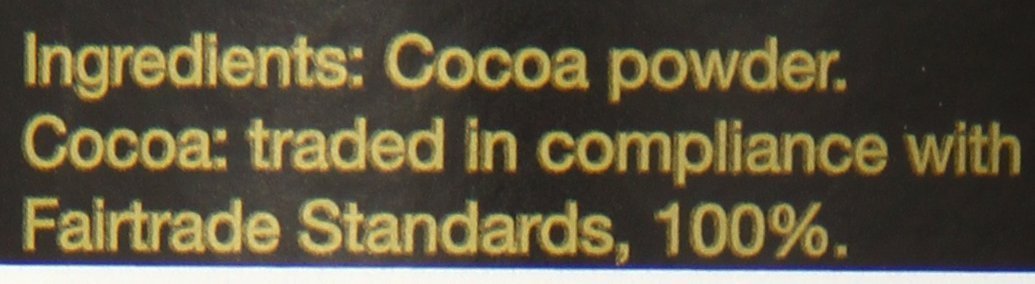 Ingredients: Cocoa powder.
Cocoa: traded in compliance with
Fairtrade Standards, 100%.